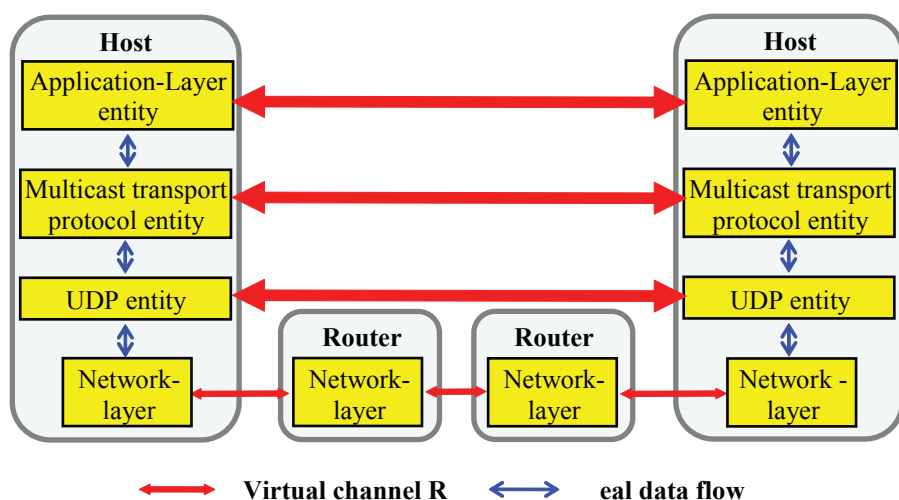 Host
Application-Layer
entity
Multicast transport
protocol entity
UDP entity
Network-
layer
Router
Network-
layer
Router
Network-
layer
Host
Application-Layer
entity
Multicast transport
protocol entity
UDP entity
Network -
layer
Virtual channel R
eal data flow